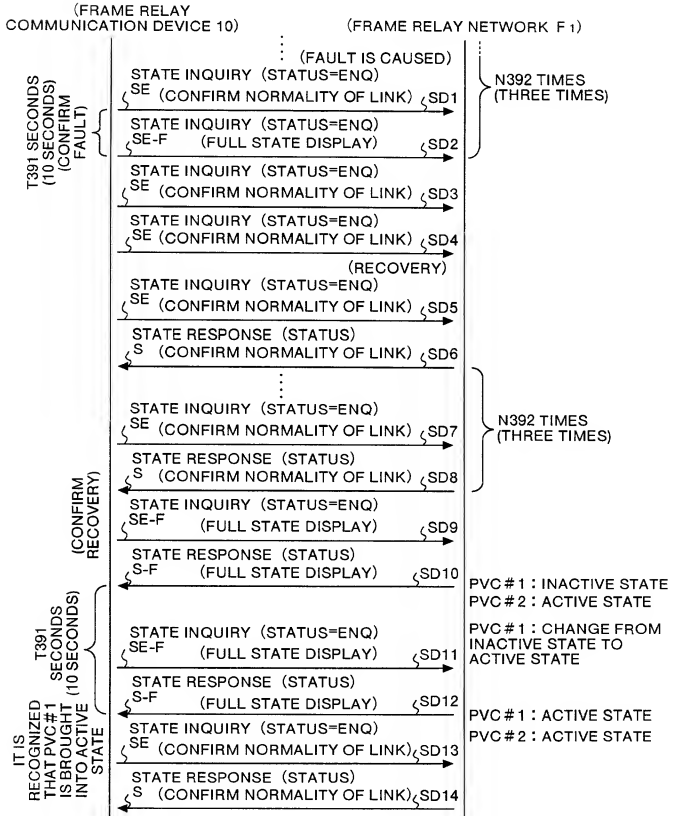 (FRAME RELAY
COMMUNICATION DEVICE 10)
(FRAME RELAY NETWORK F1)
(FAULT IS CAUSED)
STATE INQUIRY (STATUS=ENQ)
SE (CONFIRM NORMALITY OF LINK) SD1
N392 TIMES
(THREE TIMES)
T391 SECONDS
(10 SECONDS)
(CONFIRM
FAULT)
STATE INQUIRY (STATUS=ENQ)
SE-F (FULL STATE DISPLAY) SD2
STATE INQUIRY (STATUS=ENQ)
SE (CONFIRM NORMALITY OF LINK) SD3
STATE INQUIRY (STATUS=ENQ)
SE (CONFIRM NORMALITY OF LINK) SD4
(RECOVERY)
STATE INQUIRY (STATUS=ENQ)
SE (CONFIRM NORMALITY OF LINK) SD5
STATE RESPONSE (STATUS)
S (CONFIRM NORMALITY OF LINK) SD6
STATE INQUIRY (STATUS=ENQ)
SE (CONFIRM NORMALITY OF LINK) SD7
N392 TIMES
(THREE TIMES)
STATE RESPONSE (STATUS)
S (CONFIRM NORMALITY OF LINK) SD8
(CONFIRM
RECOVERY)
STATE INQUIRY (STATUS=ENQ)
SE-F (FULL STATE DISPLAY) SD9
STATE RESPONSE (STATUS)
S-F (FULL STATE DISPLAY) SD10
PVC#1 : INACTIVE STATE
PVC#2 : ACTIVE STATE
T391
SECONDS
(10 SECONDS)
STATE INQUIRY (STATUS=ENQ)
SE-F (FULL STATE DISPLAY) SD11
PVC#1 : CHANGE FROM
INACTIVE STATE TO
ACTIVE STATE
STATE RESPONSE (STATUS)
S-F (FULL STATE DISPLAY) SD12
PVC#1 : ACTIVE STATE
PVC#2 : ACTIVE STATE
IT IS
RECOGNIZED
THAT PVC#1
IS BROUGHT
INTO ACTIVE
STATE
STATE INQUIRY (STATUS=ENQ)
SE (CONFIRM NORMALITY OF LINK) SD13
STATE RESPONSE (STATUS)
S (CONFIRM NORMALITY OF LINK) SD14